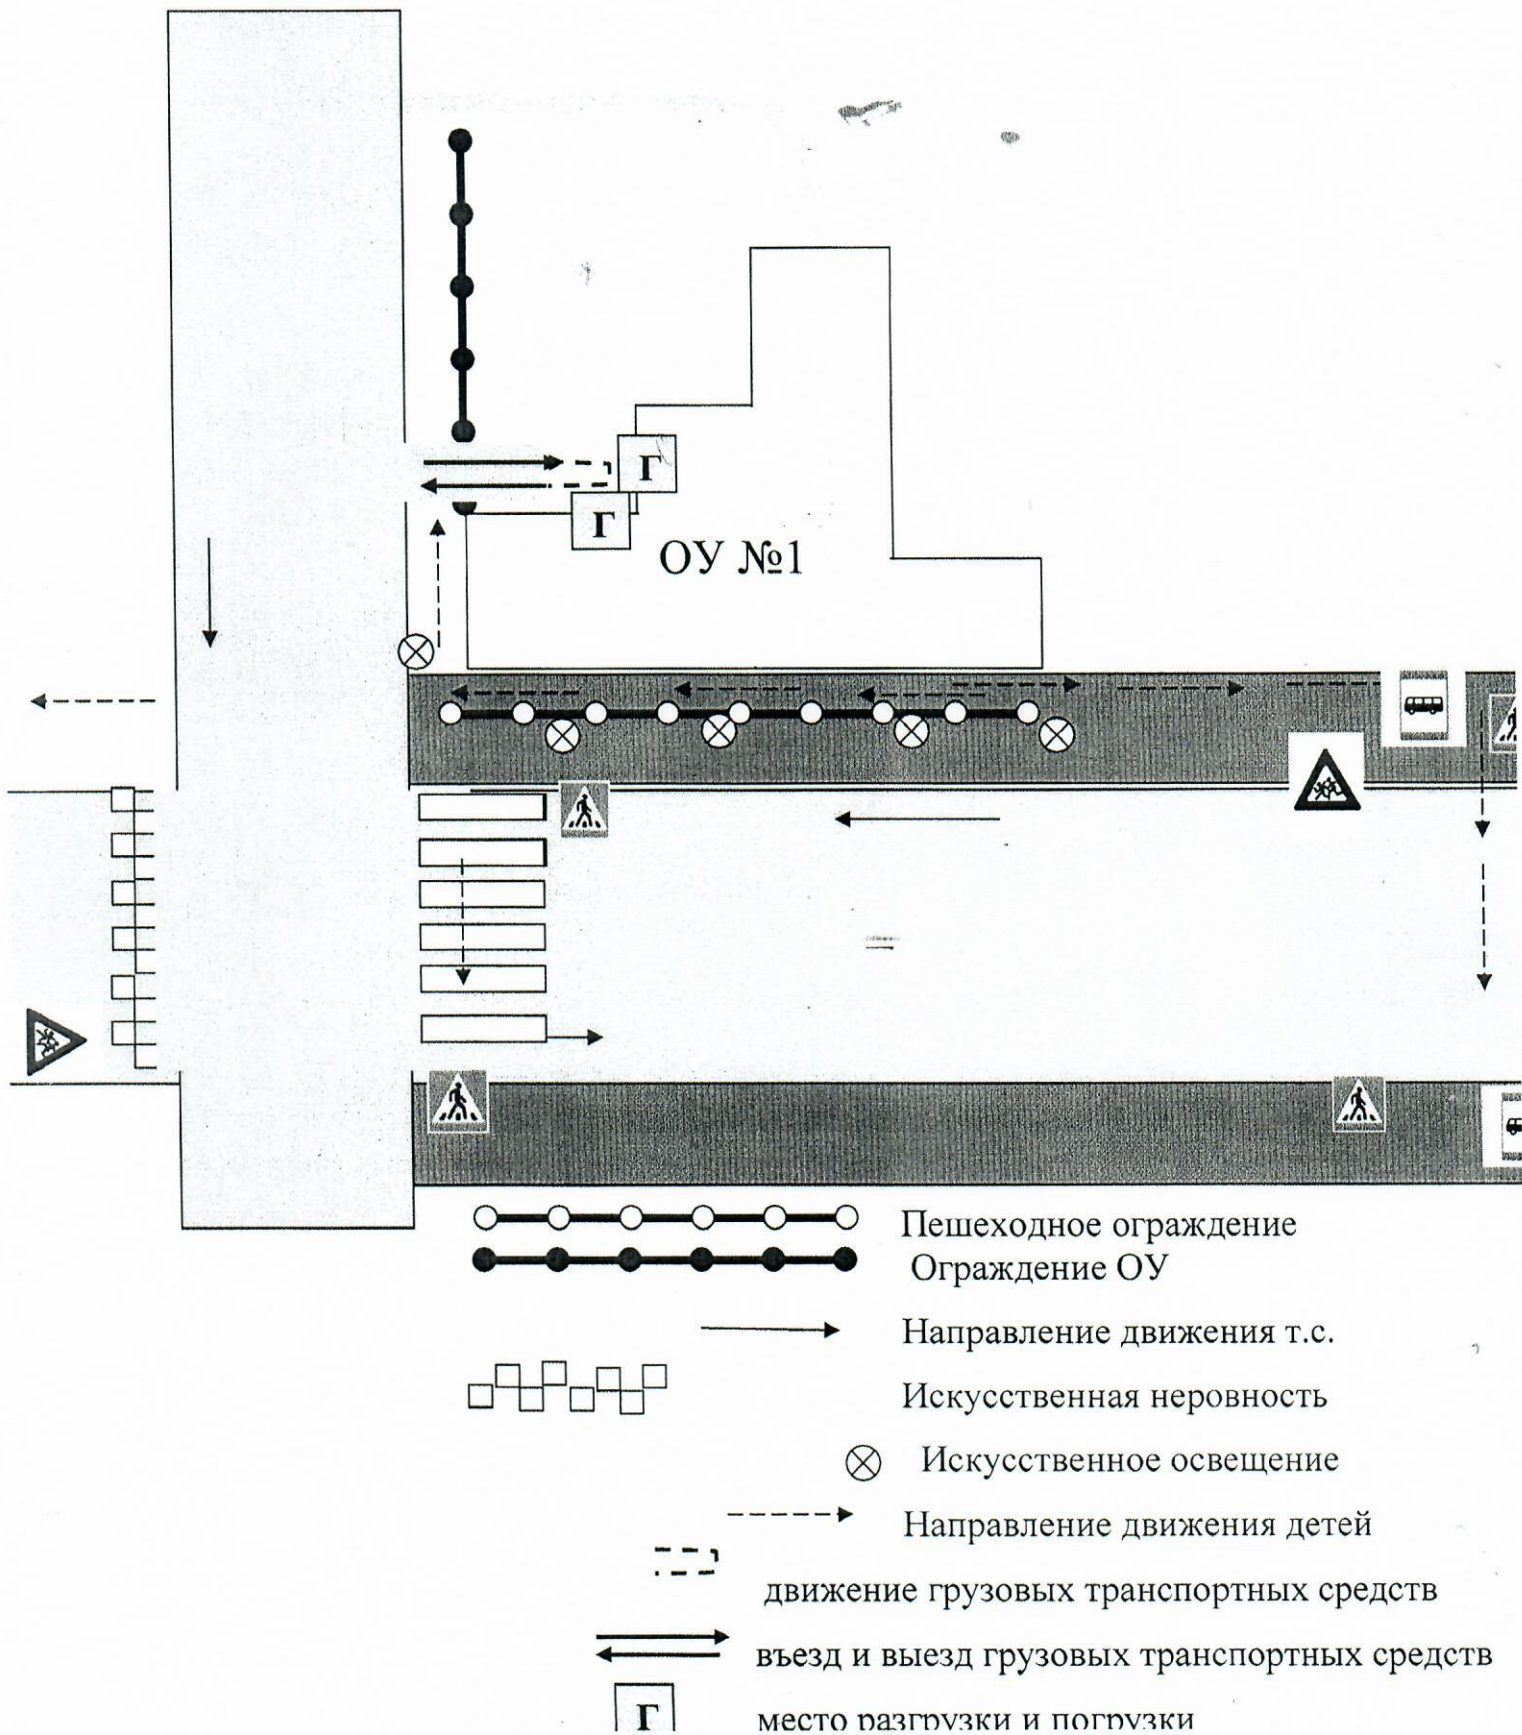 Г
Г
ОУ №1
Пешеходное ограждение
Ограждение ОУ
Направление движения т.с.
Искусственная неровность
Искусственное освещение
Направление движения детей
движение грузовых транспортных средств
въезд и выезд грузовых транспортных средств
Г
место разгрузки и погрузки